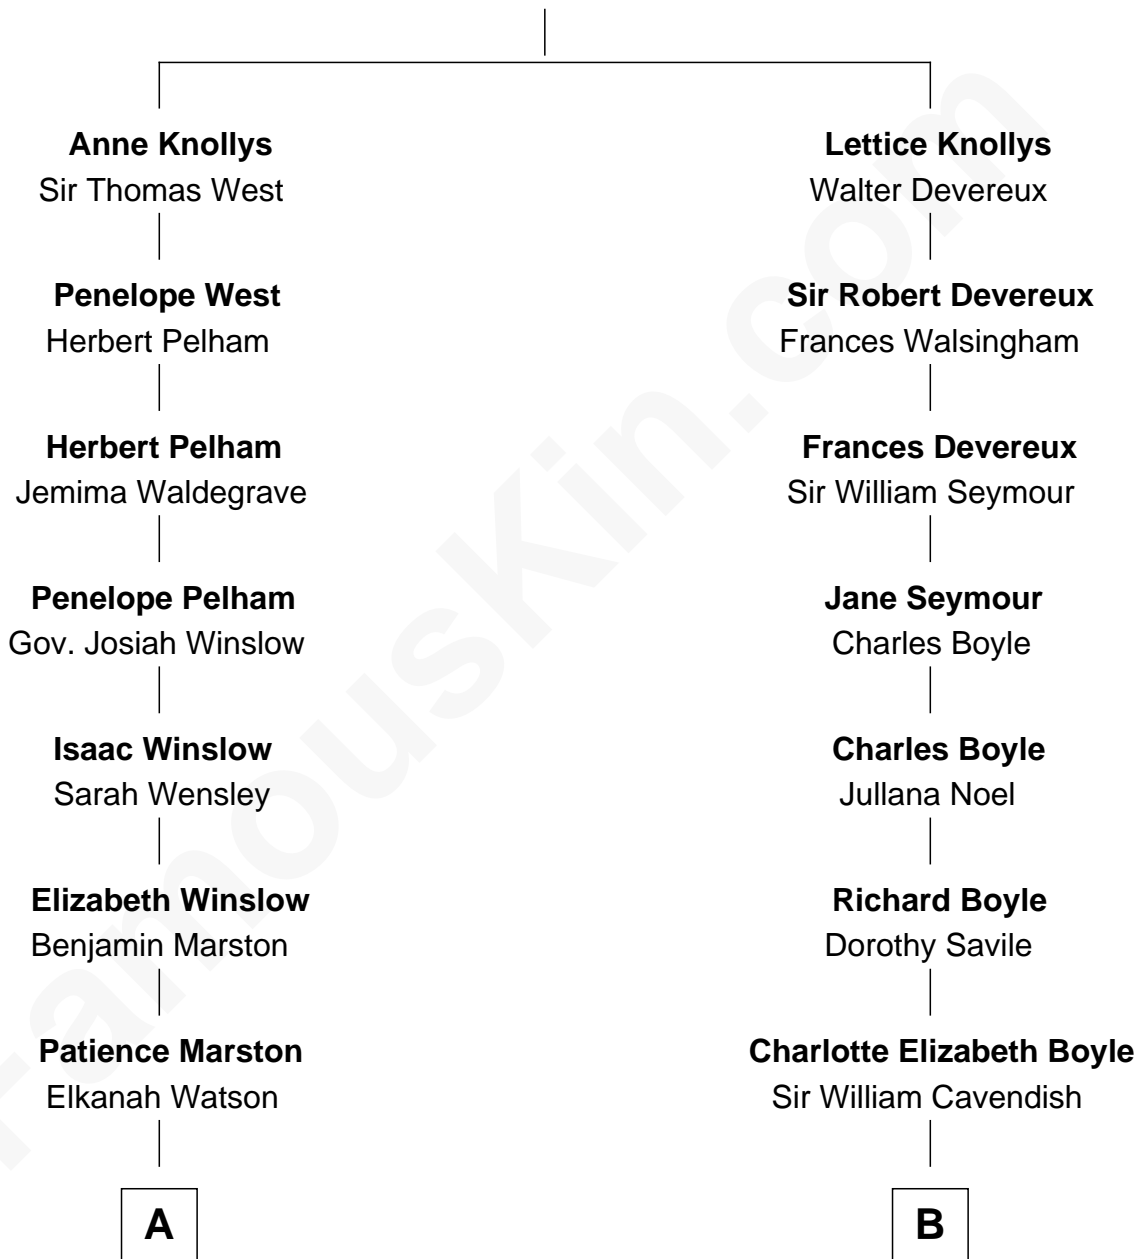 Anne Knollys
Sir Thomas West
Lettice Knollys
Walter Devereux
Penelope West
Herbert Pelham
Sir Robert Devereux
Frances Walsingham
Herbert Pelham
Jemima Waldegrave
Frances Devereux
Sir William Seymour
Penelope Pelham
Gov. Josiah Winslow
Jane Seymour
Charles Boyle
Isaac Winslow
Sarah Wensley
Charles Boyle
Jullana Noel
Elizabeth Winslow
Benjamin Marston
Richard Boyle
Dorothy Savile
Patience Marston
Elkanah Watson
Charlotte Elizabeth Boyle
Sir William Cavendish
A
B
FamousKin.com